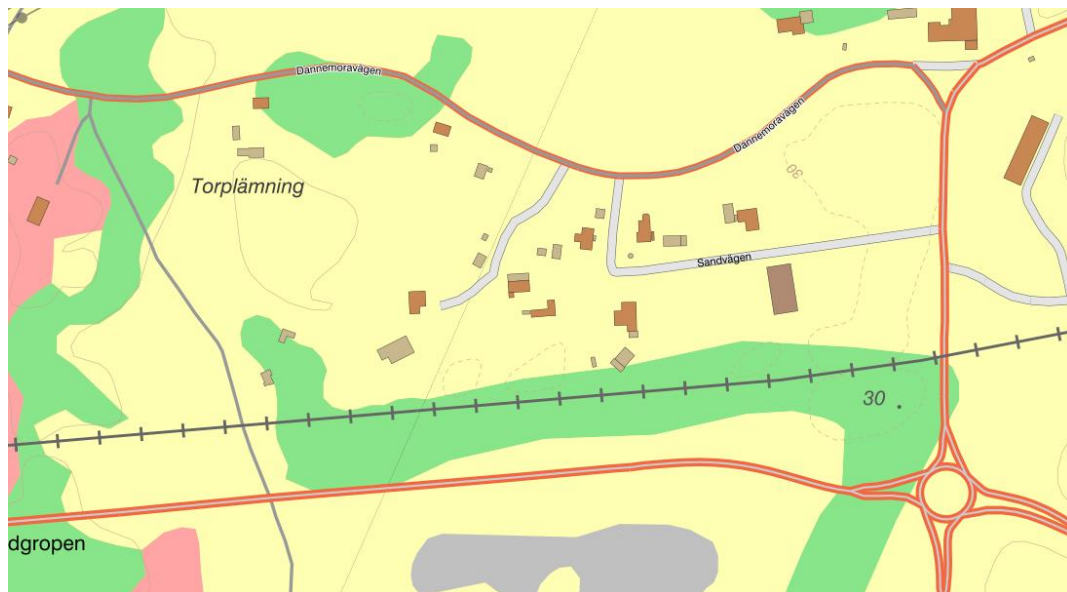 Dannemoravägen
Dannemoravägen
30
Torplämning
Sandvägen
30
dgropen